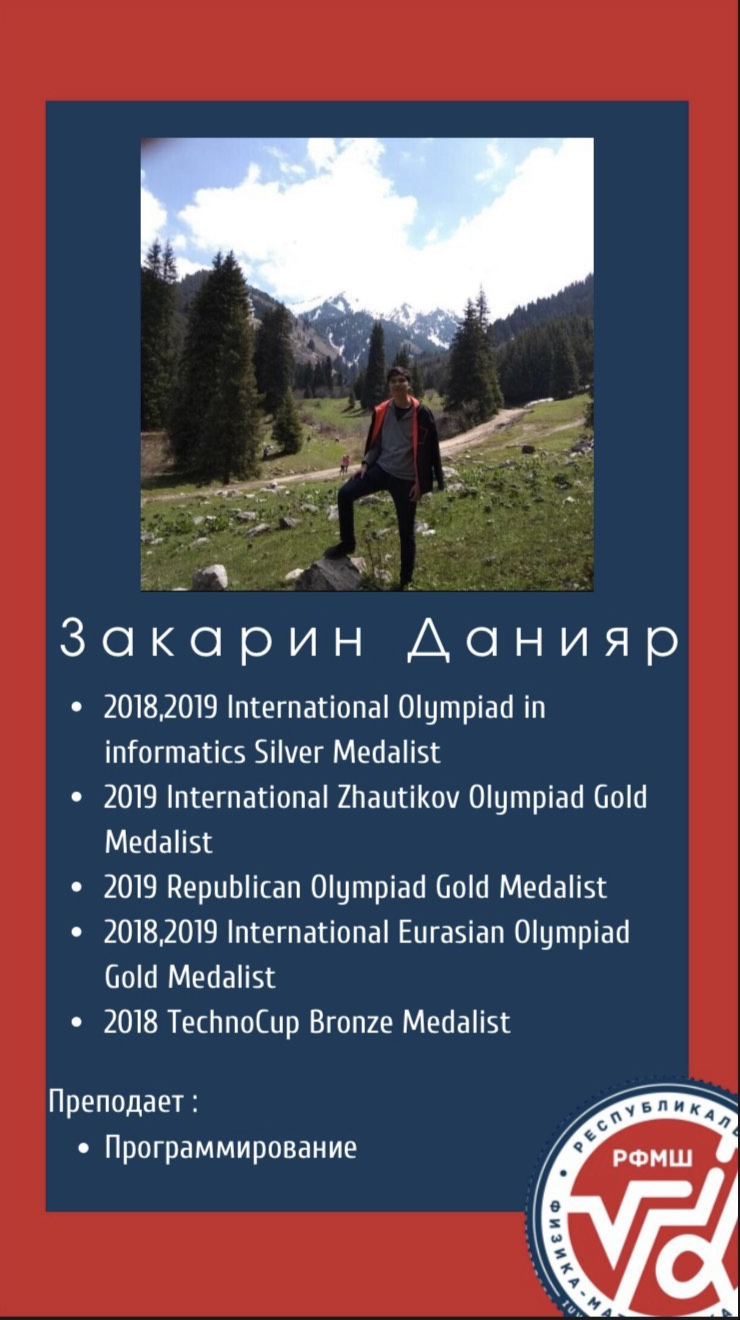 Закарин Данияр
• 2018,2019 International Olympiad in
informatics Silver Medalist
• 2019 International Zhautikov Olympiad Gold
Medalist
• 2019 Republican Olympiad Gold Medalist
• 2018,2019 International Eurasian Olympiad
Gold Medalist
• 2018 TechnoCup Bronze Medalist
Преподает :
• Программирование
РЕСПУБЛИКАЛ
РФМШ
ФИЗИКА-МА